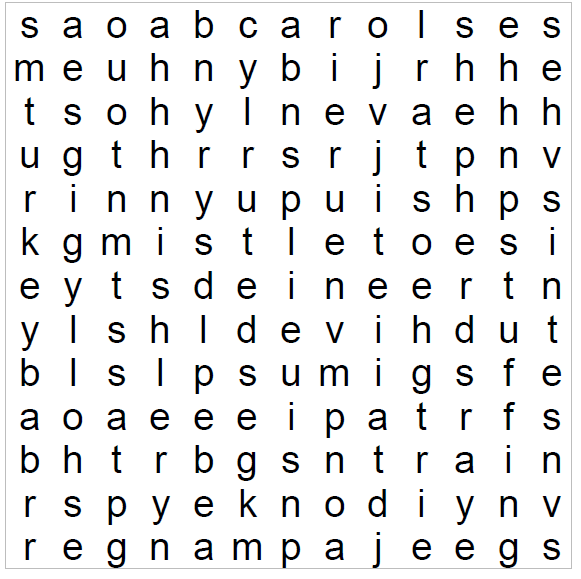 s a o a b c a r o l s e s
m e u h n y b i j r h h e
t s o h y l n e v a e h h
u g t h r r s r j t p n v
r i n n y u p u i s h p s
k g m i s t l e t o e s i
e y t s d e i n e e r t n
y l s h l d e v i h d u t
b l s l p s u m i g s f e
a o a e e e i p a t r f s
b h t r b g s n t r a i n
r s p y e k n o d i y n v
r e g n a m p a j e e g s